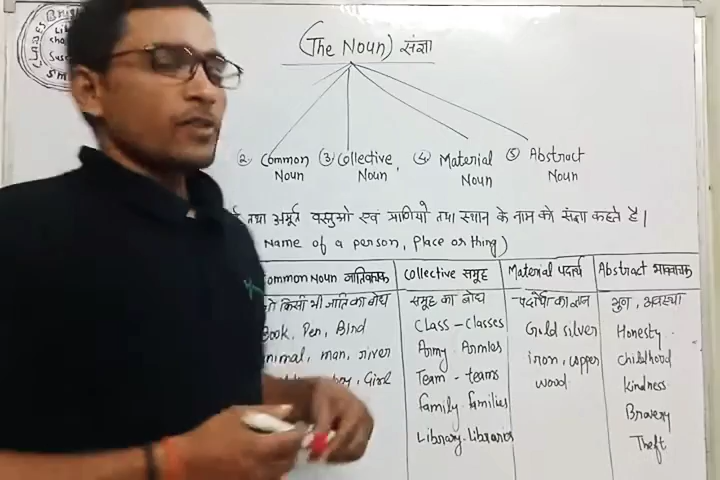 CLASSES Brig
(The Noun) संज्ञा
② Common Noun
③ Collective Noun
④ Material Noun
⑤ Abstract Noun
तथा अमूर्त वस्तुओ एवं प्राणियो तथा स्थान के नाम को संज्ञा कहते है।
Name of a person, Place or thing)
Common Noun जातिवाचक
Collective समूह
Material पदार्थ
Abstract भाववाचक
किसी भी जाति का बोध
समूह का बोध
पदार्थो का ज्ञान
गुण, अवस्था
Book, Pen, Bird
Class - Classes
Gold silver
Honesty
nimal, man, river
Army Armies
iron, copper
Childhood
Girl
Team - teams
wood
Kindness
family families
Bravery
Library - Libraries
Theft